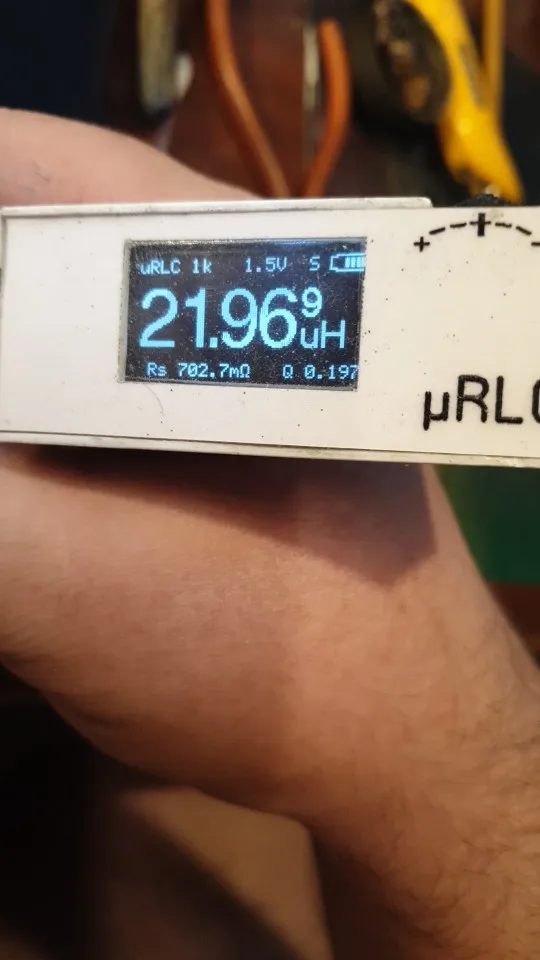 uRLC 1k 1.5V S
21.969 uH
Rs 702.7mΩ Q 0.197
µRLC